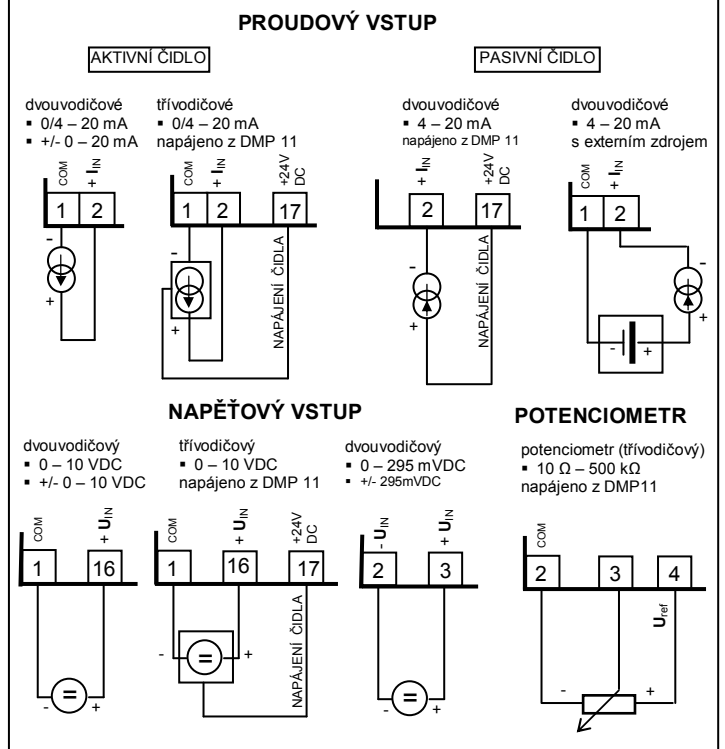 PROUDOVÝ VSTUP
AKTIVNÍ ČIDLO
PASIVNÍ ČIDLO
dvouvodičové
▪ 0/4 – 20 mA
▪ +/- 0 – 20 mA
COM
+ IIN
1
2
-
+
třívodičové
▪ 0/4 – 20 mA
napájeno z DMP 11
COM
+ IIN
+24V
DC
1
2
17
-
+
NAPÁJENÍ ČIDLA
dvouvodičové
▪ 4 – 20 mA
napájeno z DMP 11
+ IIN
+24V
DC
2
17
-
+
NAPÁJENÍ ČIDLA
dvouvodičové
▪ 4 – 20 mA
s externím zdrojem
COM
+ IIN
1
2
-
+
-
+
NAPĚŤOVÝ VSTUP
dvouvodičový
▪ 0 – 10 VDC
▪ +/- 0 – 10 VDC
COM
+ UIN
1
16
-
=
+
třívodičový
▪ 0 – 10 VDC
napájeno z DMP 11
COM
+ UIN
+24V
DC
1
16
17
-
=
+
NAPÁJENÍ ČIDLA
dvouvodičový
▪ 0 – 295 mVDC
▪ +/- 295mVDC
- UIN
+ UIN
2
3
-
=
+
POTENCIOMETR
potenciometr (třívodičový)
▪ 10 Ω – 500 kΩ
napájeno z DMP11
COM
2
3
4
Uref
-
+